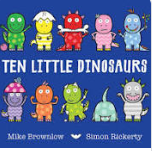 TEN LITTLE DINOSAURS
Mike Brownlow
Simon Rickerty